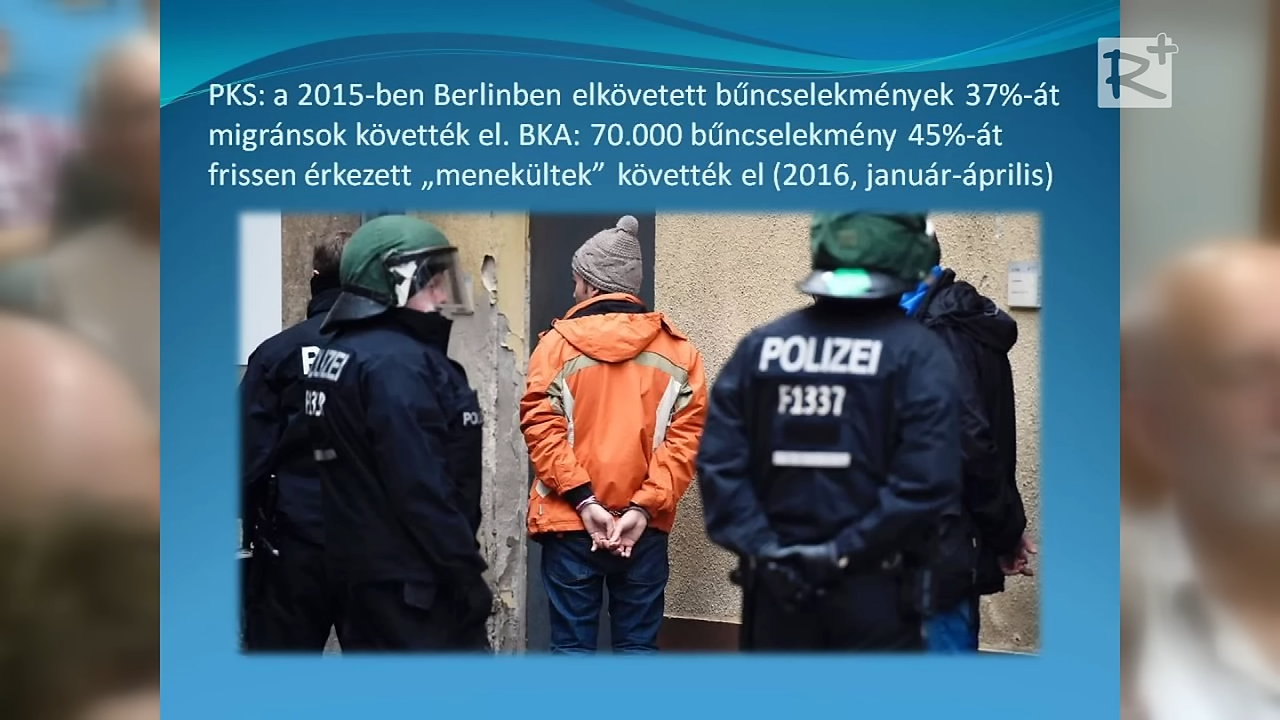 R+
PKS: a 2015-ben Berlinben elkövetett bűncselekmények 37%-át
migránsok követték el. BKA: 70.000 bűncselekmény 45%-át
frissen érkezett „menekültek” követték el (2016, január-április)
POLIZEI
POLIZEI
F1337